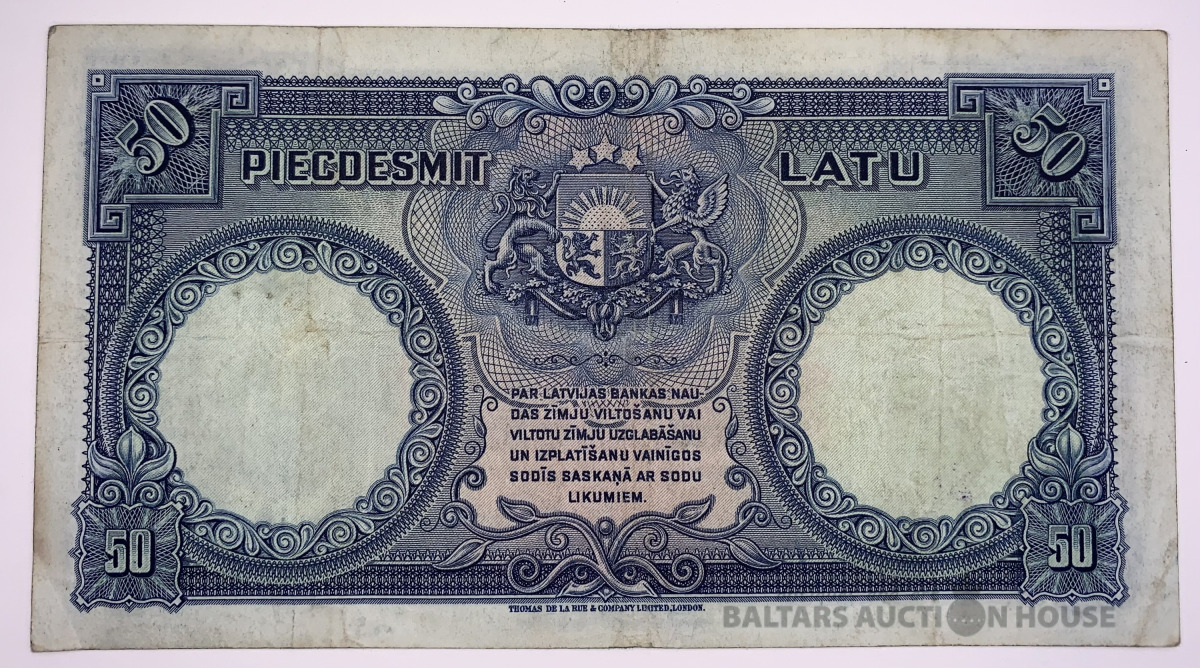 50
50
PIECDESMIT LATU
PAR LATVIJAS BANKAS NAU-
DAS ZĪMJU VILTOŠANU VAI
VILTOTU ZĪMJU UZGLABĀŠANU
UN IZPLATĪŠANU VAINĪGOS
SODĪS SASKAŅĀ AR SODU
LIKUMIEM.
50
50
THOMAS DE LA RUE & COMPANY LIMITED, LONDON.
BALTARS AUCTION HOUSE